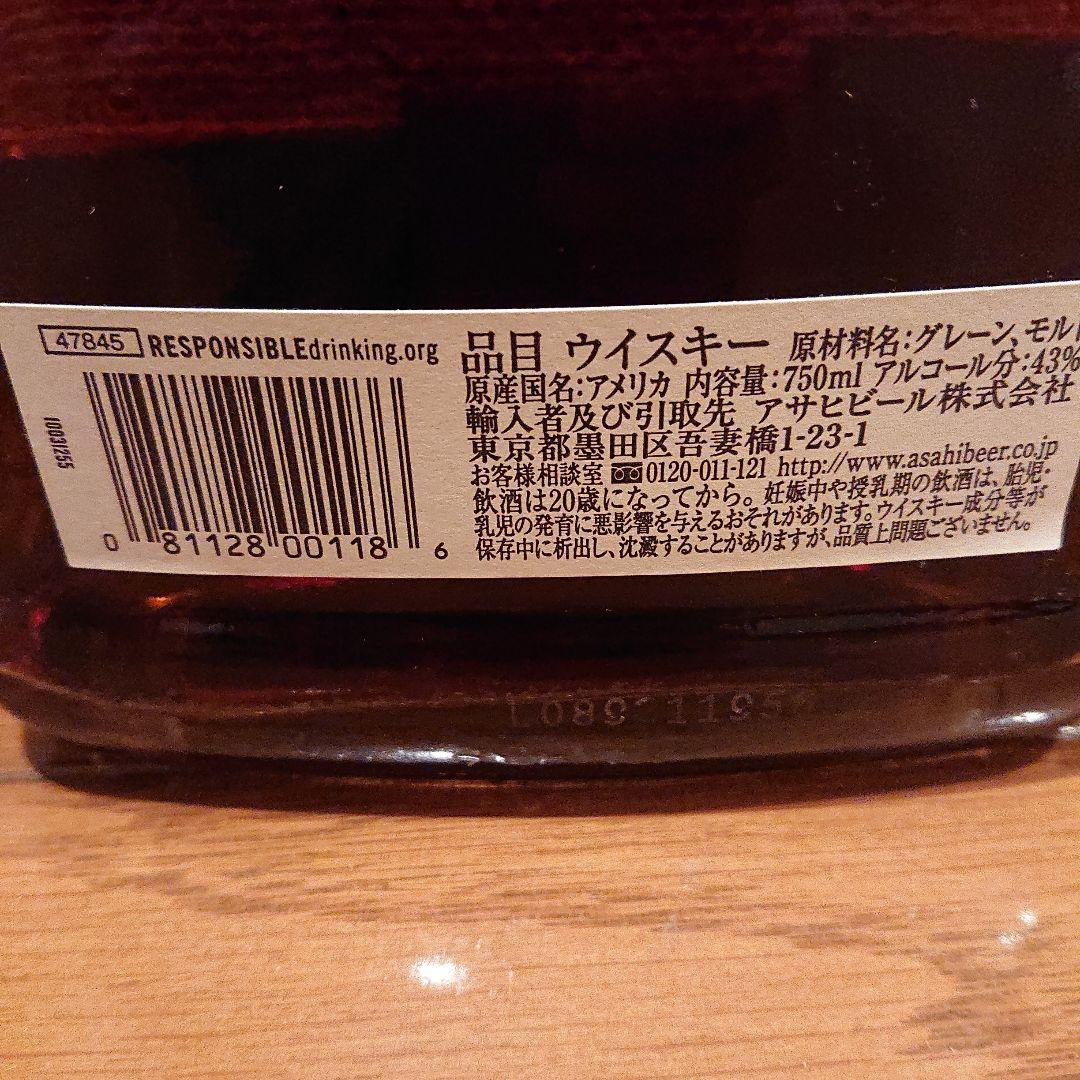 47845 RESPONSIBLEdrinking.org
品目 ウイスキー 原材料名:グレーン、モル
原産国名:アメリカ 内容量:750ml アルコール分:43%
輸入者及び引取先 アサヒビール株式会社
東京都墨田区吾妻橋1-23-1
お客様相談室 0120-011-121 http://www.asahibeer.co.jp
飲酒は20歳になってから。妊娠中や授乳期の飲酒は、胎児・
乳児の発育に悪影響を与えるおそれがあります。ウイスキー成分等が
保存中に析出し、沈澱することがありますが、品質上問題ございません。
0 81128 00118 6